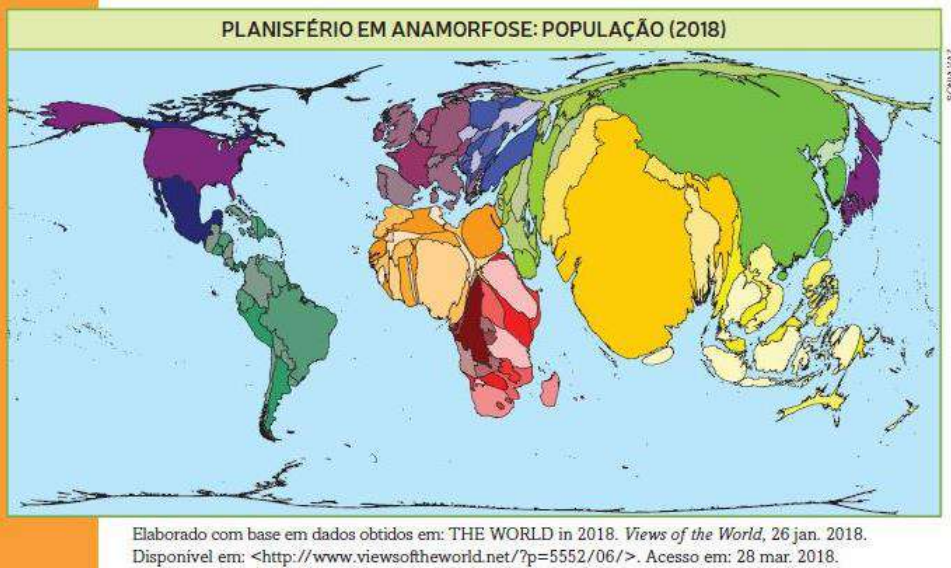 PLANISFÉRIO EM ANAMORFOSE: POPULAÇÃO (2018)
Elaborado com base em dados obtidos em: THE WORLD in 2018. Views of the World, 26 jan. 2018.
Disponível em: <http://www.viewsoftheworld.net/?p=5552/06/>. Acesso em: 28 mar. 2018.